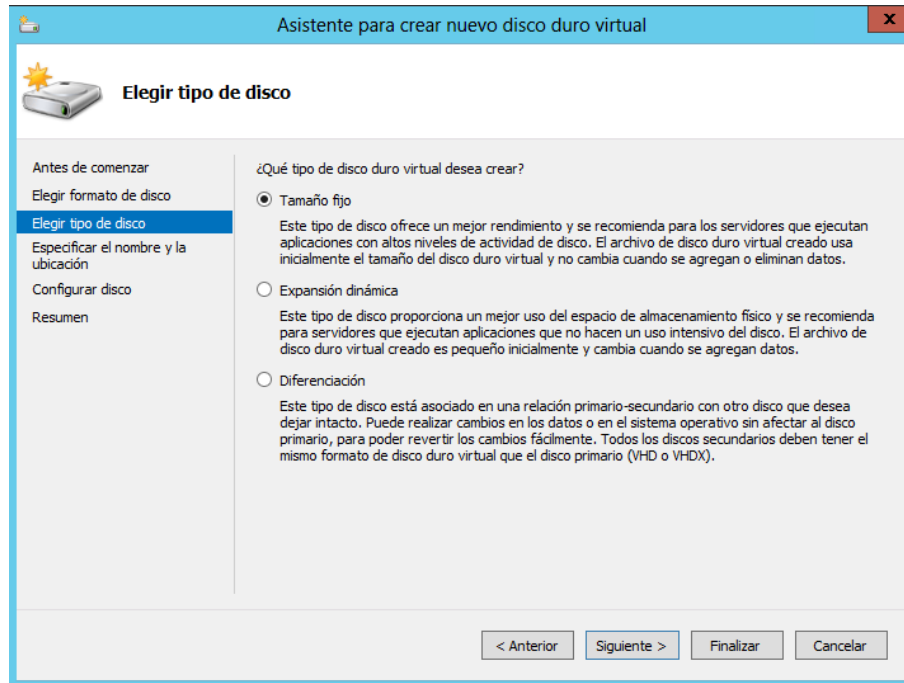 Asistente para crear nuevo disco duro virtual
x
Elegir tipo de disco
Antes de comenzar
Elegir formato de disco
Elegir tipo de disco
Especificar el nombre y la
ubicación
Configurar disco
Resumen
¿Qué tipo de disco duro virtual desea crear?
Tamaño fijo
Este tipo de disco ofrece un mejor rendimiento y se recomienda para los servidores que ejecutan
aplicaciones con altos niveles de actividad de disco. El archivo de disco duro virtual creado usa
inicialmente el tamaño del disco duro virtual y no cambia cuando se agregan o eliminan datos.
Expansión dinámica
Este tipo de disco proporciona un mejor uso del espacio de almacenamiento físico y se recomienda
para servidores que ejecutan aplicaciones que no hacen un uso intensivo del disco. El archivo de
disco duro virtual creado es pequeño inicialmente y cambia cuando se agregan datos.
Diferenciación
Este tipo de disco está asociado en una relación primario-secundario con otro disco que desea
dejar intacto. Puede realizar cambios en los datos o en el sistema operativo sin afectar al disco
primario, para poder revertir los cambios fácilmente. Todos los discos secundarios deben tener el
mismo formato de disco duro virtual que el disco primario (VHD o VHDX).
< Anterior
Siguiente >
Finalizar
Cancelar